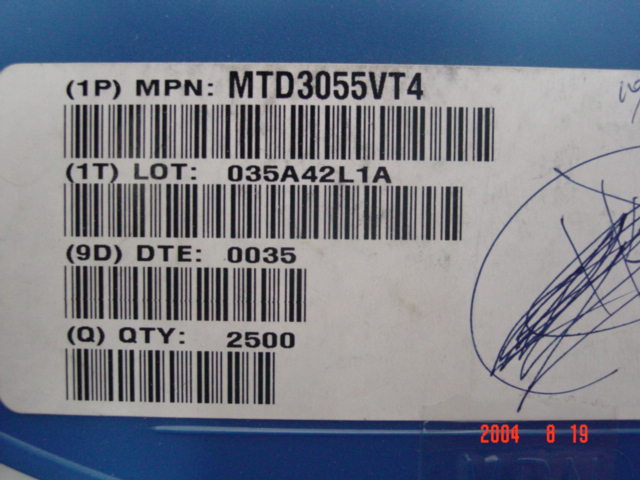 (1P) MPN: MTD3055VT4
(1T) LOT: 035A42L1A
(9D) DTE: 0035
(Q) QTY: 2500
2004 8 19